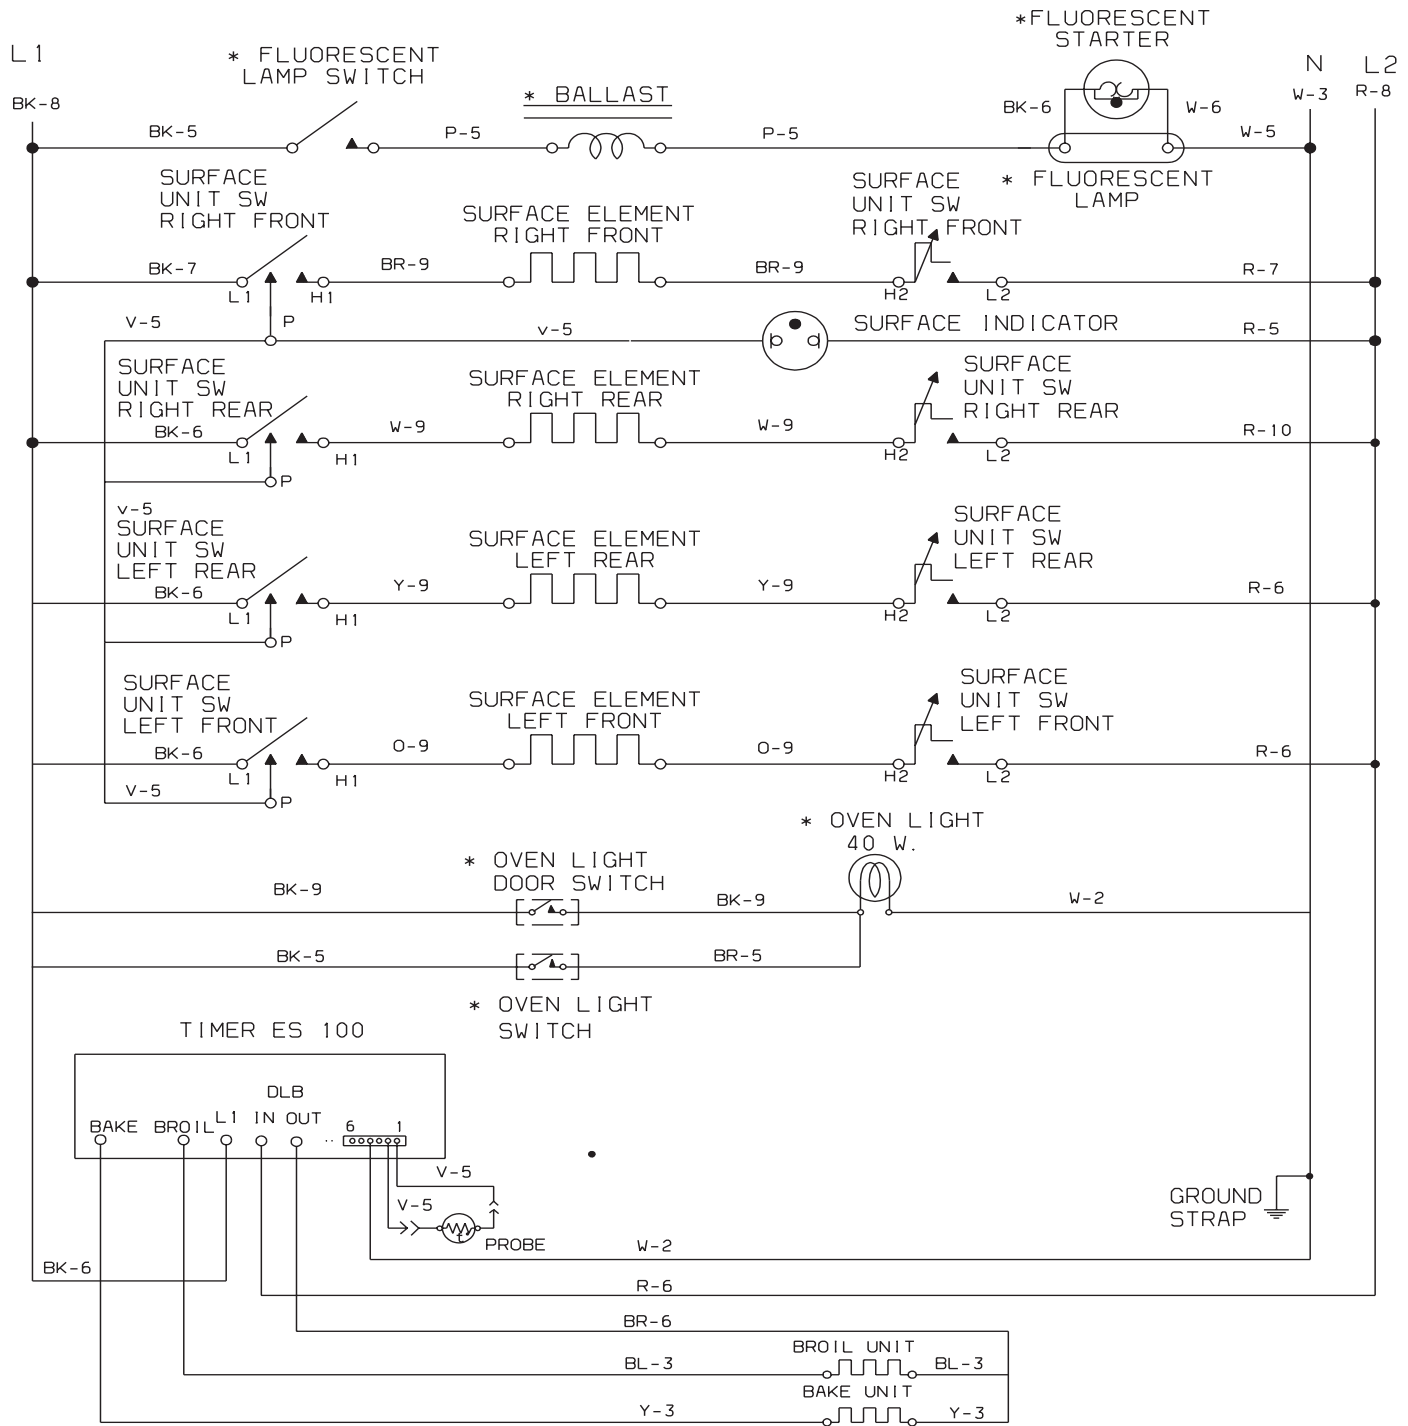 *FLUORESCENT
STARTER
L1
* FLUORESCENT
LAMP SWITCH
N
L2
* BALLAST
BK-8
BK-6
W-6
W-3
R-8
BK-5
P-5
P-5
W-5
SURFACE
UNIT SW
RIGHT FRONT
SURFACE
UNIT SW
RIGHT FRONT
* FLUORESCENT
LAMP
SURFACE ELEMENT
RIGHT FRONT
BK-7
BR-9
BR-9
R-7
L1
H1
H2
L2
V-5
P
v-5
SURFACE INDICATOR
R-5
SURFACE
UNIT SW
RIGHT REAR
SURFACE ELEMENT
RIGHT REAR
SURFACE
UNIT SW
RIGHT REAR
BK-6
W-9
W-9
R-10
L1
H1
H2
L2
P
v-5
SURFACE
UNIT SW
LEFT REAR
SURFACE ELEMENT
LEFT REAR
SURFACE
UNIT SW
LEFT REAR
BK-6
Y-9
Y-9
R-6
L1
H1
H2
L2
P
SURFACE
UNIT SW
LEFT FRONT
SURFACE ELEMENT
LEFT FRONT
SURFACE
UNIT SW
LEFT FRONT
BK-6
O-9
O-9
R-6
L1
H1
H2
L2
V-5
P
* OVEN LIGHT
40 W.
* OVEN LIGHT
DOOR SWITCH
BK-9
BK-9
W-2
BK-5
BR-5
* OVEN LIGHT
SWITCH
TIMER ES 100
DLB
BAKE
BROIL
L1
IN
OUT
6
1
V-5
V-5
t
PROBE
GROUND
STRAP
W-2
BK-6
R-6
BR-6
BROIL UNIT
BL-3
BL-3
BAKE UNIT
Y-3
Y-3